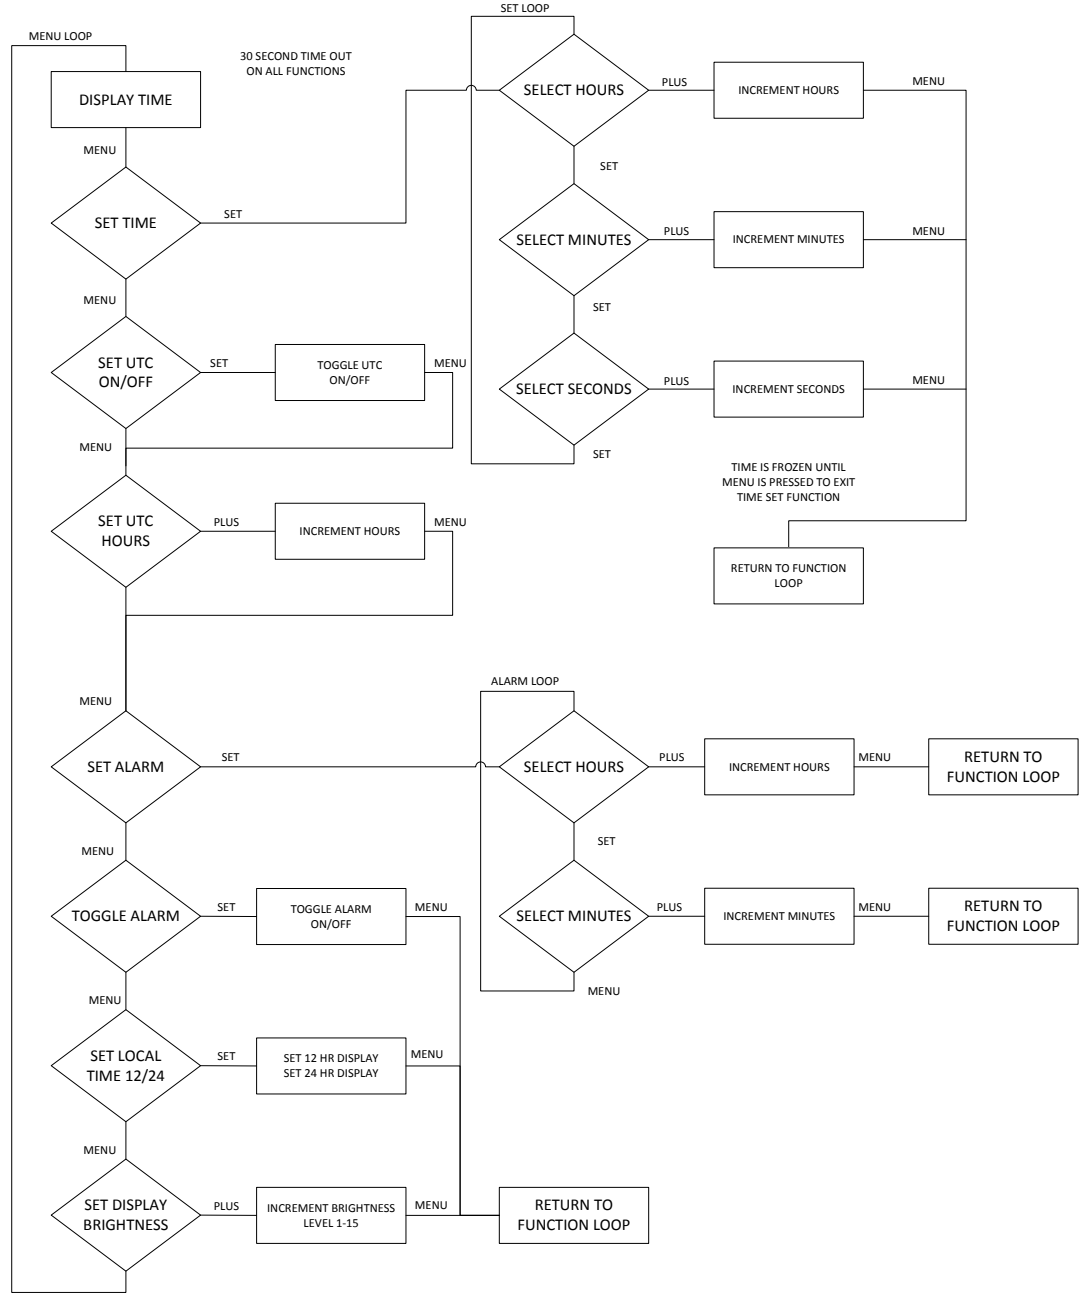 SET LOOP
MENU LOOP
30 SECOND TIME OUT
ON ALL FUNCTIONS
DISPLAY TIME
SELECT HOURS
PLUS
INCREMENT HOURS
MENU
MENU
SET
SET TIME
SET
SELECT MINUTES
PLUS
INCREMENT MINUTES
MENU
MENU
SET
SET UTC
ON/OFF
SET
TOGGLE UTC
ON/OFF
MENU
SELECT SECONDS
PLUS
INCREMENT SECONDS
MENU
MENU
SET
TIME IS FROZEN UNTIL
MENU IS PRESSED TO EXIT
TIME SET FUNCTION
SET UTC
HOURS
PLUS
INCREMENT HOURS
MENU
RETURN TO FUNCTION
LOOP
MENU
ALARM LOOP
SET ALARM
SET
SELECT HOURS
PLUS
INCREMENT HOURS
MENU
RETURN TO
FUNCTION LOOP
MENU
SET
TOGGLE ALARM
SET
TOGGLE ALARM
ON/OFF
MENU
SELECT MINUTES
PLUS
INCREMENT MINUTES
MENU
RETURN TO
FUNCTION LOOP
MENU
MENU
SET LOCAL
TIME 12/24
SET
SET 12 HR DISPLAY
SET 24 HR DISPLAY
MENU
MENU
SET DISPLAY
BRIGHTNESS
PLUS
INCREMENT BRIGHTNESS
LEVEL 1-15
MENU
RETURN TO
FUNCTION LOOP